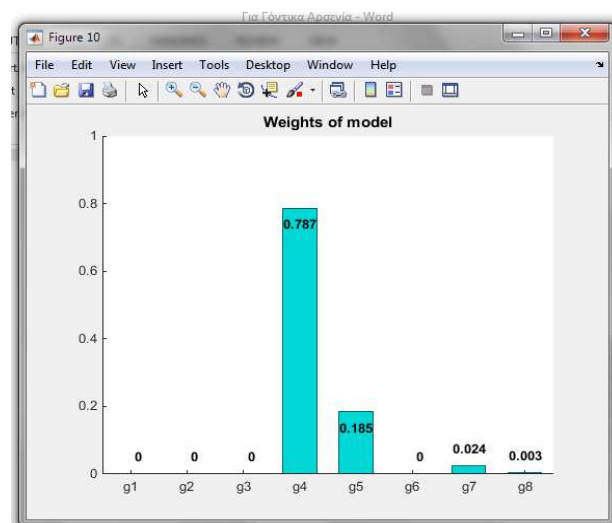 Για Γόντικα Αρσενία - Word
Figure 10
File Edit View Insert Tools Desktop Window Help
Weights of model
1
0.8
0.6
0.4
0.2
0
0 0 0 0.787 0.185 0 0.024 0.003
g1 g2 g3 g4 g5 g6 g7 g8